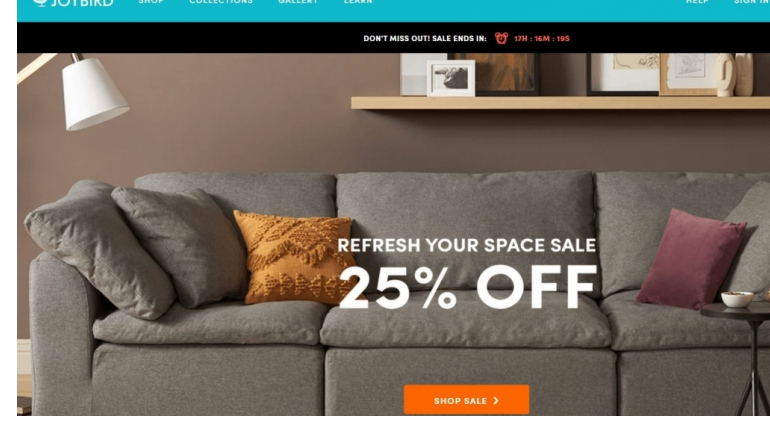 JOYBIRD SHOP COLLECTIONS GALLERY LEARN HELP SIGN IN
DON'T MISS OUT! SALE ENDS IN: 17H : 16M : 19S
REFRESH YOUR SPACE SALE
25% OFF
SHOP SALE